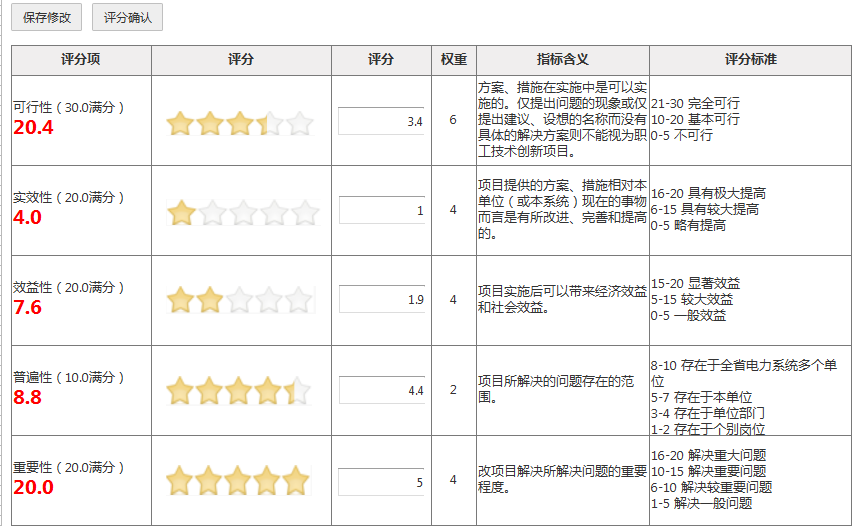 保存修改 评分确认
评分项 评分 评分 权重 指标含义 评分标准
可行性（30.0满分）
20.4
3.4
6
方案、措施在实施中是可以实
施的。仅提出问题的现象或仅
提出建议、设想的名称而没有
具体的解决方案则不能视为职
工技术创新项目。
21-30 完全可行
10-20 基本可行
0-5 不可行
实效性（20.0满分）
4.0
1
4
项目提供的方案、措施相对本
单位（或本系统）现在的事物
而言是有所改进、完善和提高
的。
16-20 具有极大提高
6-15 具有较大提高
0-5 略有提高
效益性（20.0满分）
7.6
1.9
4
项目实施后可以带来经济效益
和社会效益。
15-20 显著效益
5-15 较大效益
0-5 一般效益
普遍性（10.0满分）
8.8
4.4
2
项目所解决的问题存在的范
围。
8-10 存在于全省电力系统多个单
位
5-7 存在于本单位
3-4 存在于单位部门
1-2 存在于个别岗位
重要性（20.0满分）
20.0
5
4
改项目解决所解决问题的重要
程度。
16-20 解决重大问题
10-15 解决重要问题
6-10 解决较重要问题
1-5 解决一般问题